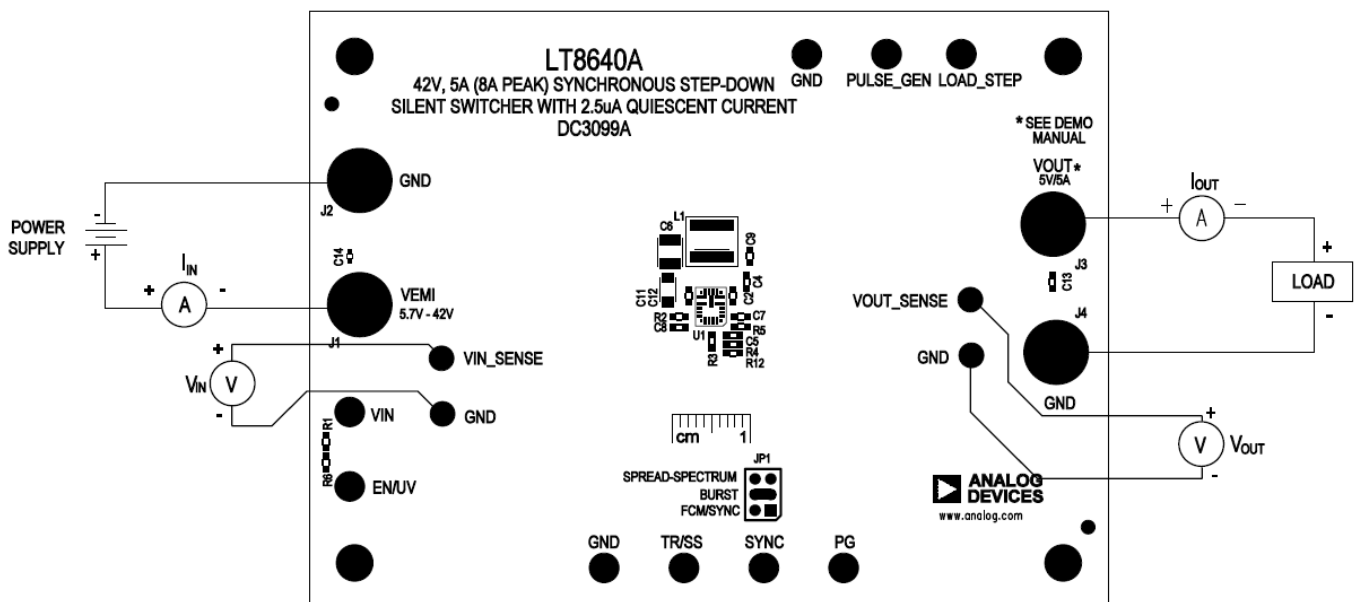 LT8640A
42V, 5A (8A PEAK) SYNCHRONOUS STEP-DOWN
SILENT SWITCHER WITH 2.5uA QUIESCENT CURRENT
DC3099A
GND
PULSE_GEN
LOAD_STEP
* SEE DEMO
MANUAL
VOUT *
5V/5A
J3
IOUT
+
A
-
+
LOAD
-
POWER
SUPPLY
-
+
GND
J2
C14
IIN
+
A
-
VEMI
5.7V - 42V
J1
L1
C6
C9
C4
C2
C11
C12
R2
C8
U1
C7
R5
C5
R4
R12
R3
C13
J4
GND
VOUT_SENSE
GND
VIN
+
V
-
VIN_SENSE
GND
VIN
R1
R6
EN/UV
cm 1
JP1
SPREAD-SPECTRUM
BURST
FCM/SYNC
+
V
-
VOUT
ANALOG
DEVICES
www.analog.com
GND
TR/SS
SYNC
PG